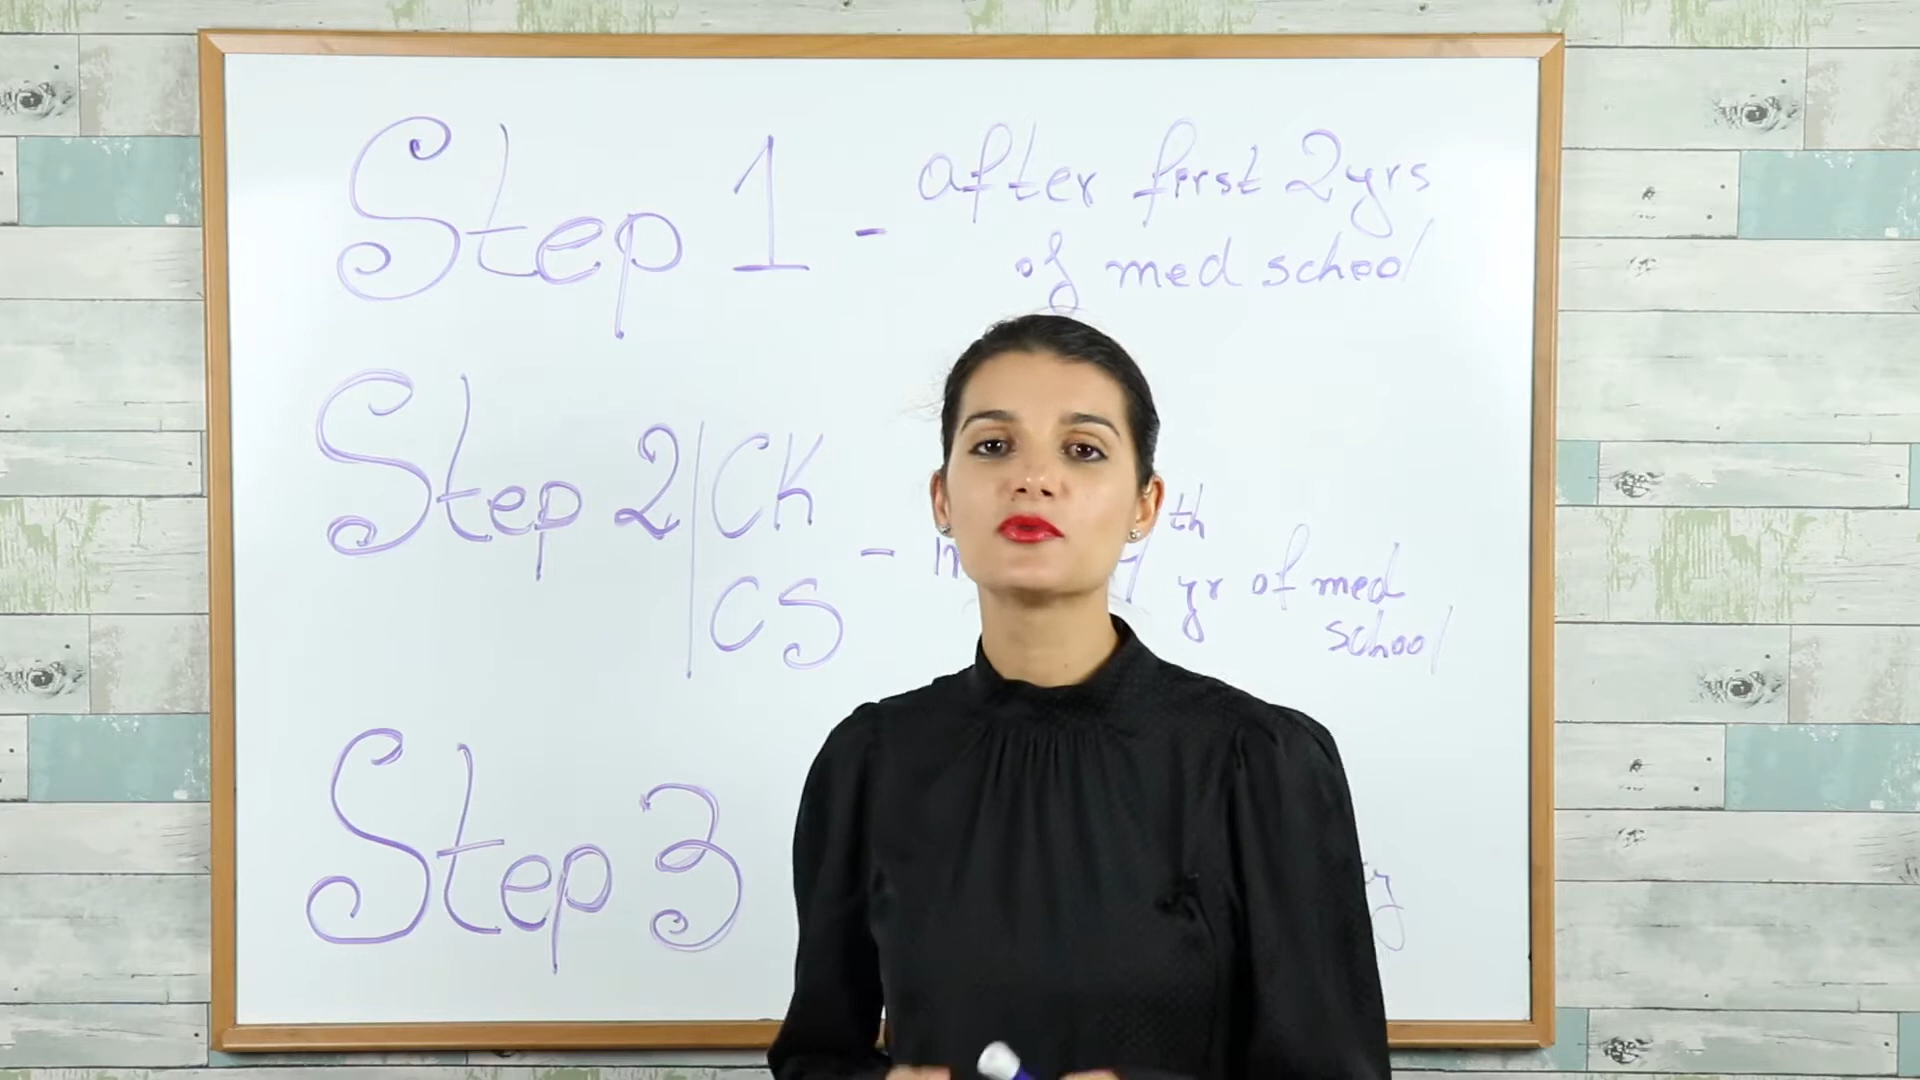 Step 1 - after first 2yrs
of med school
Step 2 CK
CS
- th
yr of med
school
Step 3